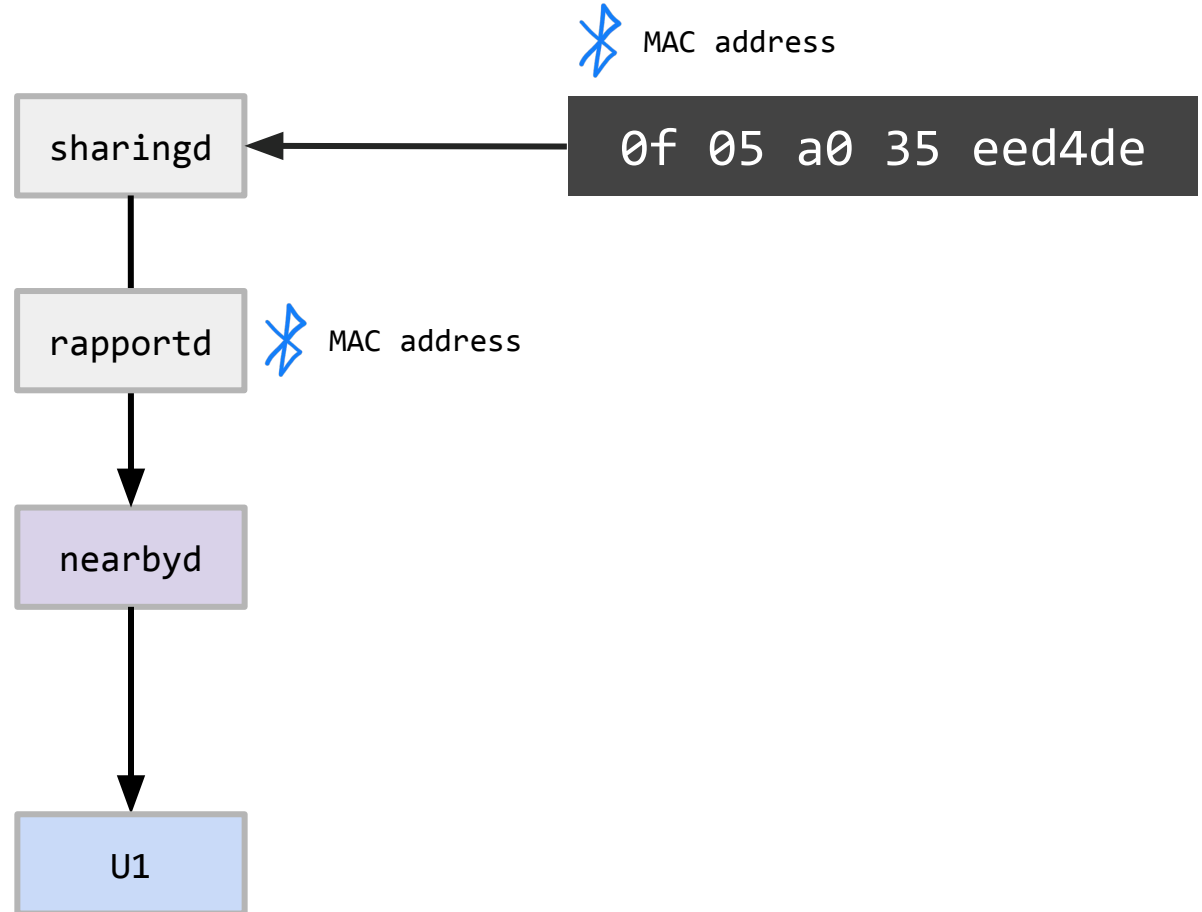 MAC address
sharingd
0f 05 a0 35 eed4de
rapportd
MAC address
nearbyd
U1